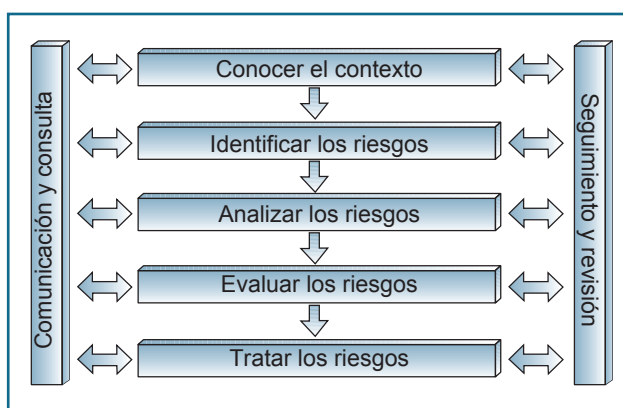 Comunicación y consulta
Conocer el contexto
Identificar los riesgos
Analizar los riesgos
Evaluar los riesgos
Tratar los riesgos
Seguimiento y revisión